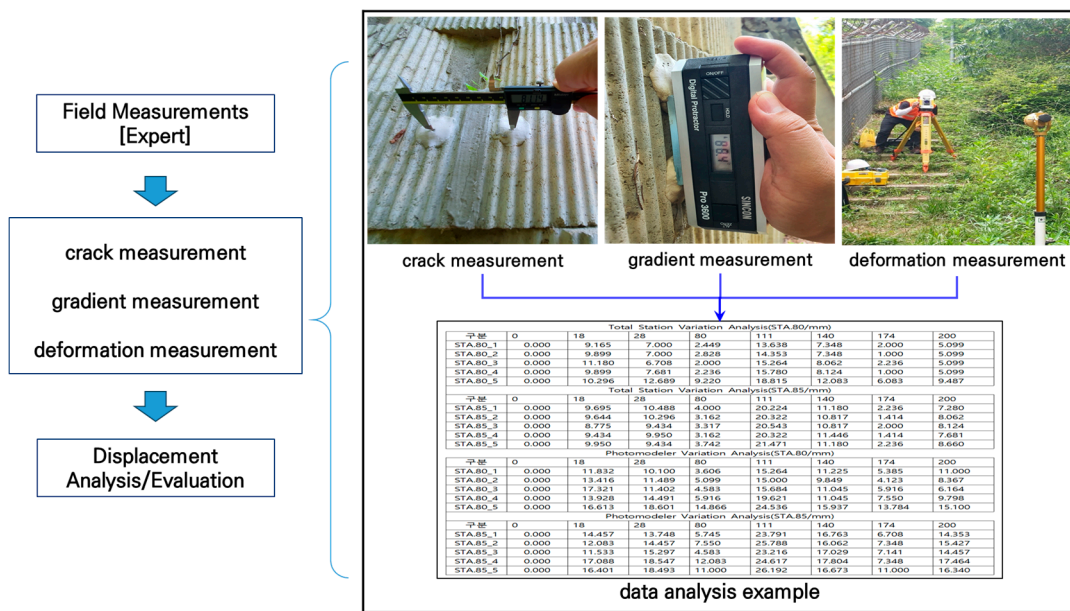 Field Measurements
[Expert]
crack measurement
gradient measurement
deformation measurement
Displacement
Analysis/Evaluation
ON/OFF
HOLD
Digital Protractor
Pro 3600
SINCON
crack measurement
gradient measurement
deformation measurement
Total Station Variation Analysis(STA.80/mm)
구분 0 18 28 80 111 140 174 200
STA.80_1 0.000 9.165 7.000 2.449 13.638 7.348 2.000 5.099
STA.80_2 0.000 9.899 7.000 2.828 14.353 7.348 1.000 5.099
STA.80_3 0.000 11.180 6.708 2.000 15.264 8.062 2.236 5.099
STA.80_4 0.000 9.899 7.681 2.236 15.780 8.124 1.000 5.099
STA.80_5 0.000 10.296 12.689 9.220 18.815 12.083 6.083 9.487
Total Station Variation Analysis(STA.85/mm)
구분 0 18 28 80 111 140 174 200
STA.85_1 0.000 9.695 10.488 4.000 20.224 11.180 2.236 7.280
STA.85_2 0.000 9.644 10.296 3.162 20.322 10.817 1.414 8.062
STA.85_3 0.000 8.775 9.434 3.317 20.543 10.817 2.000 8.124
STA.85_4 0.000 9.434 9.950 3.162 20.322 11.446 1.414 7.681
STA.85_5 0.000 9.950 9.434 3.742 21.471 11.180 2.236 8.660
Photomodeler Variation Analysis(STA.80/mm)
구분 0 18 28 80 111 140 174 200
STA.80_1 0.000 11.832 10.100 3.606 15.264 11.225 5.385 11.000
STA.80_2 0.000 13.416 11.489 5.099 15.000 9.849 4.123 8.367
STA.80_3 0.000 17.321 11.402 4.583 15.684 11.045 5.916 6.164
STA.80_4 0.000 13.928 14.491 5.916 19.621 11.045 7.550 9.798
STA.80_5 0.000 16.613 18.601 14.866 24.536 15.937 13.784 15.100
Photomodeler Variation Analysis(STA.85/mm)
구분 0 18 28 80 111 140 174 200
STA.85_1 0.000 14.457 13.748 5.745 23.791 16.763 6.708 14.353
STA.85_2 0.000 12.083 14.457 7.550 25.788 16.062 7.348 15.427
STA.85_3 0.000 11.533 15.297 4.583 23.216 17.029 7.141 14.457
STA.85_4 0.000 17.088 18.547 12.083 24.617 17.804 7.348 17.464
STA.85_5 0.000 16.401 18.493 11.000 26.192 16.673 11.000 16.340
data analysis example